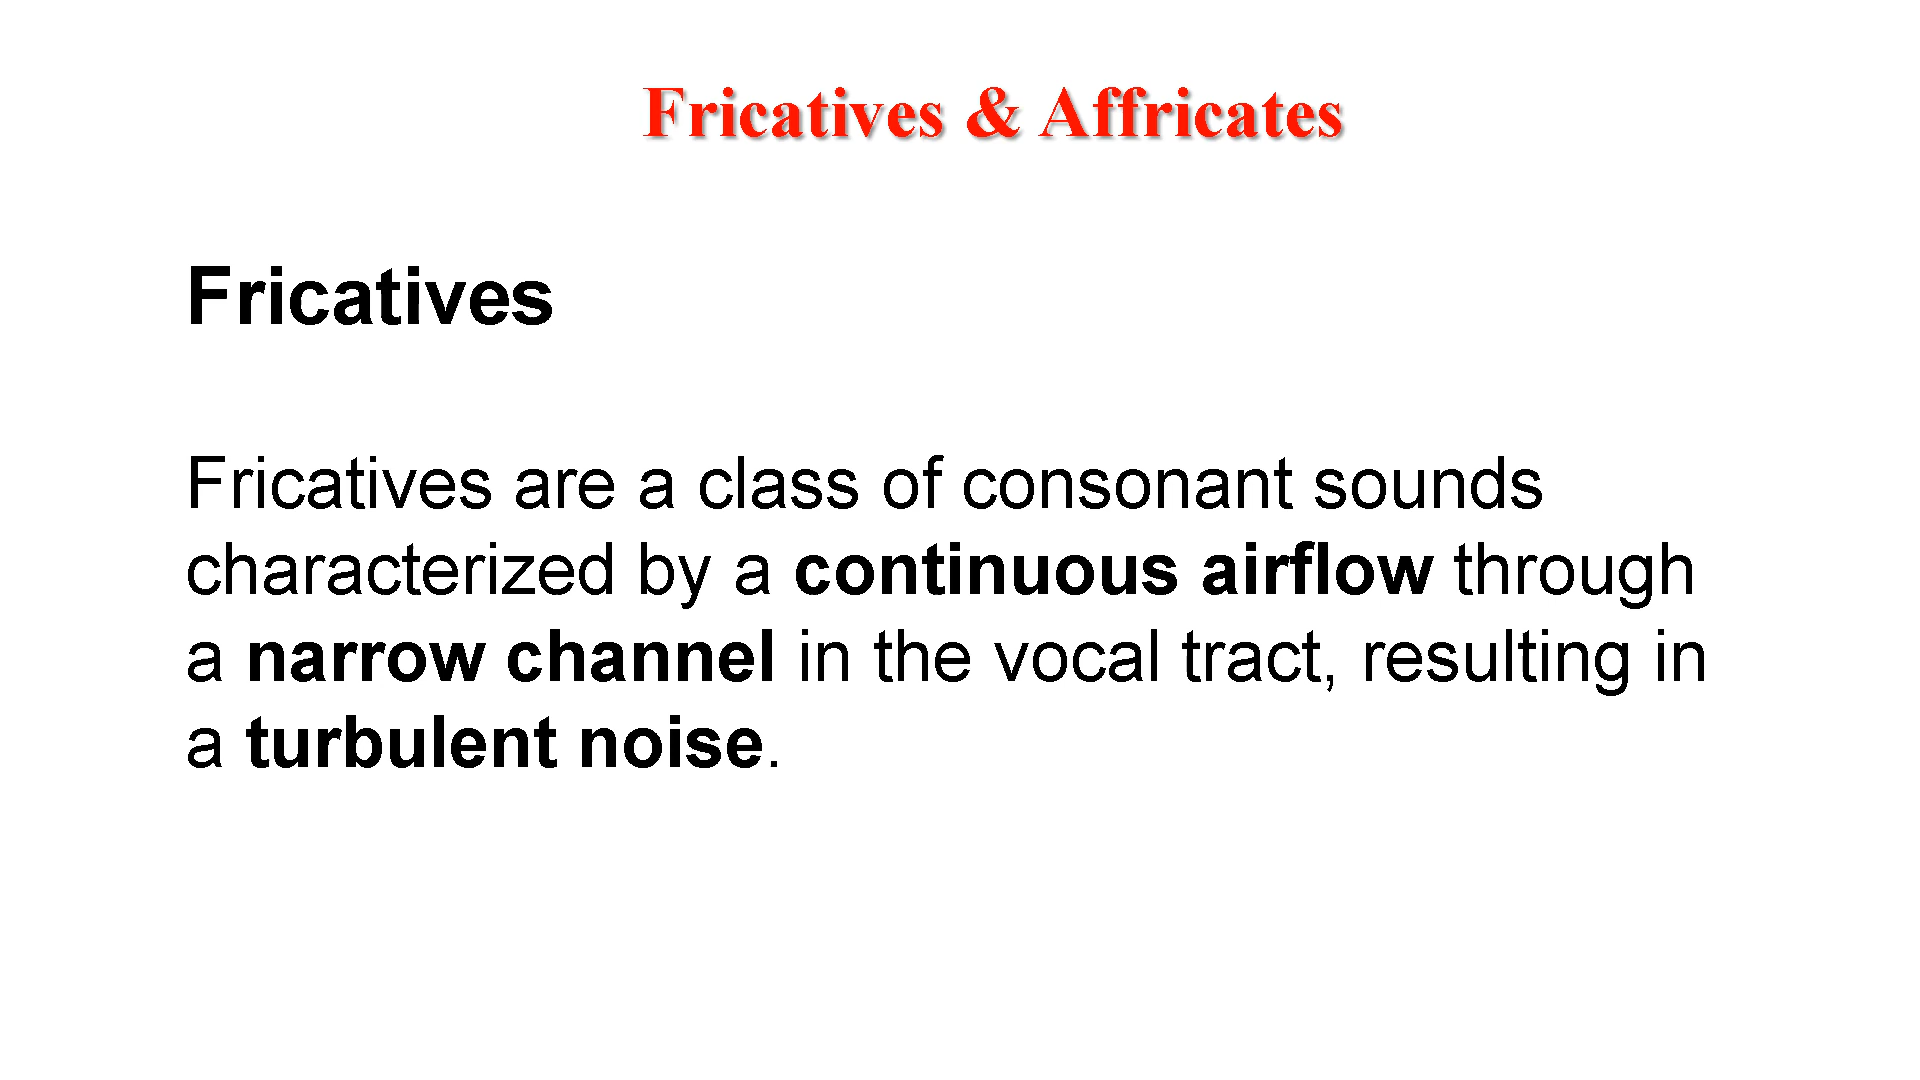 Fricatives & Affricates
Fricatives
Fricatives are a class of consonant sounds
characterized by a continuous airflow through
a narrow channel in the vocal tract, resulting in
a turbulent noise.